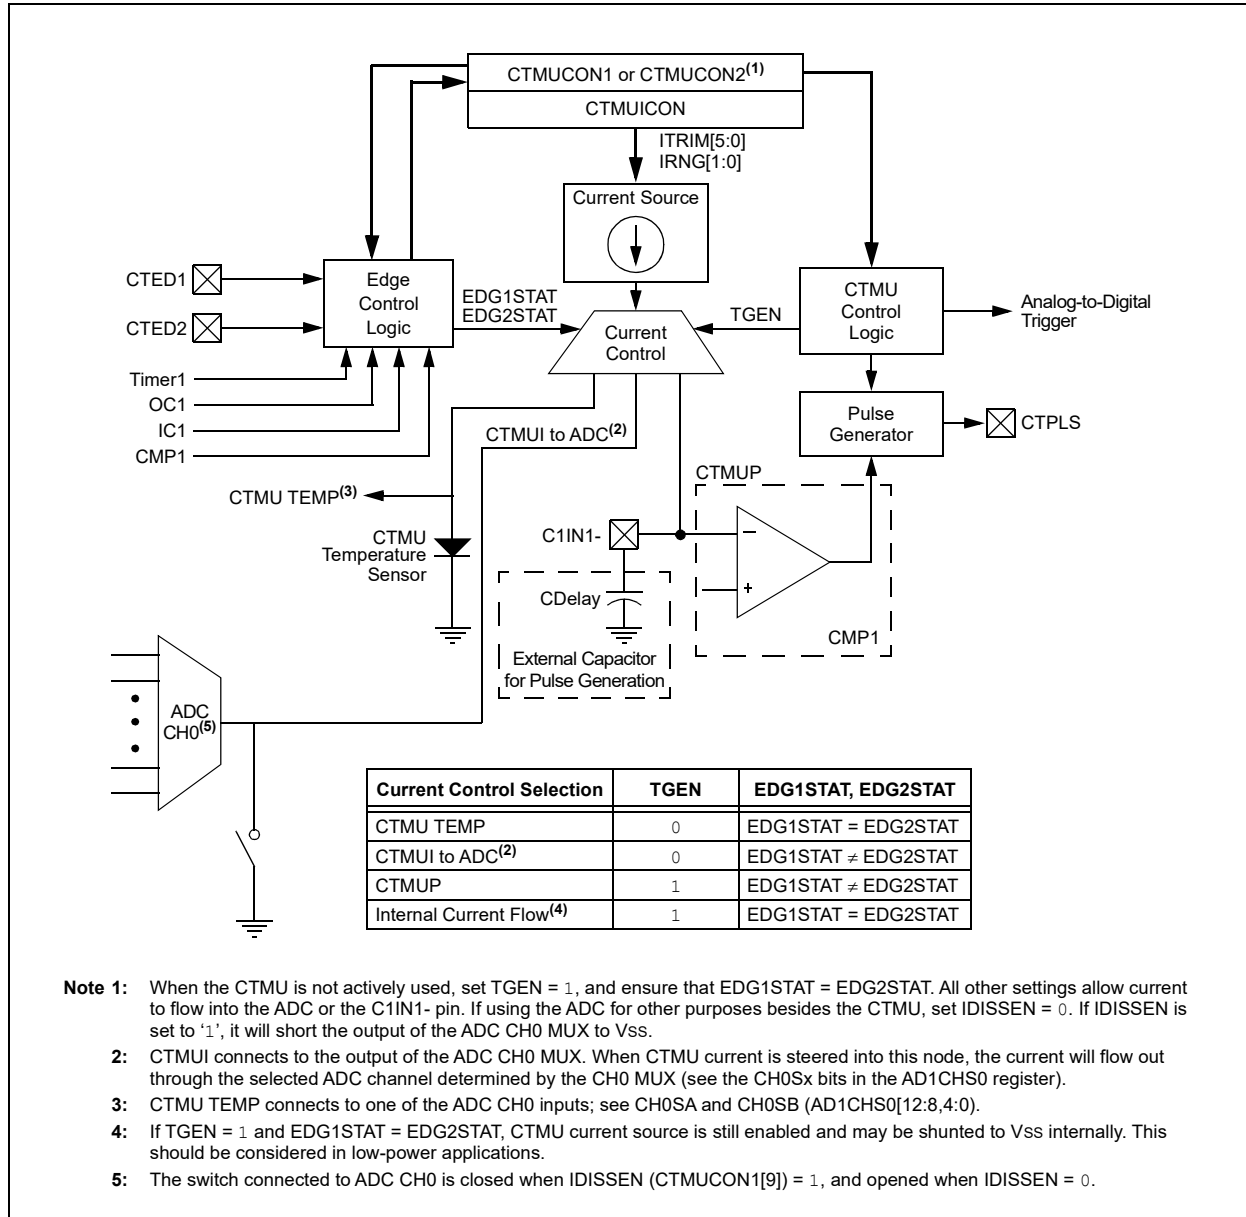 CTMUCON1 or CTMUCON2(1)
CTMUICON
ITRIM[5:0]
IRNG[1:0]
Current Source
CTED1
CTED2
Edge
Control
Logic
EDG1STAT
EDG2STAT
Current
Control
TGEN
CTMU
Control
Logic
Analog-to-Digital
Trigger
Timer1
OC1
IC1
CMP1
Pulse
Generator
CTPLS
CTMUI to ADC(2)
CTMUP
CTMU TEMP(3)
C1IN1-
CTMU
Temperature
Sensor
–
+
CDelay
CMP1
External Capacitor
for Pulse Generation
ADC
CH0(5)
Current Control Selection TGEN EDG1STAT, EDG2STAT
CTMU TEMP 0 EDG1STAT = EDG2STAT
CTMUI to ADC(2) 0 EDG1STAT ≠ EDG2STAT
CTMUP 1 EDG1STAT ≠ EDG2STAT
Internal Current Flow(4) 1 EDG1STAT = EDG2STAT
Note 1: When the CTMU is not actively used, set TGEN = 1, and ensure that EDG1STAT = EDG2STAT. All other settings allow current
to flow into the ADC or the C1IN1- pin. If using the ADC for other purposes besides the CTMU, set IDISSEN = 0. If IDISSEN is
set to ‘1’, it will short the output of the ADC CH0 MUX to VSS.
2: CTMUI connects to the output of the ADC CH0 MUX. When CTMU current is steered into this node, the current will flow out
through the selected ADC channel determined by the CH0 MUX (see the CH0Sx bits in the AD1CHS0 register).
3: CTMU TEMP connects to one of the ADC CH0 inputs; see CH0SA and CH0SB (AD1CHS0[12:8,4:0).
4: If TGEN = 1 and EDG1STAT = EDG2STAT, CTMU current source is still enabled and may be shunted to VSS internally. This
should be considered in low-power applications.
5: The switch connected to ADC CH0 is closed when IDISSEN (CTMUCON1[9]) = 1, and opened when IDISSEN = 0.